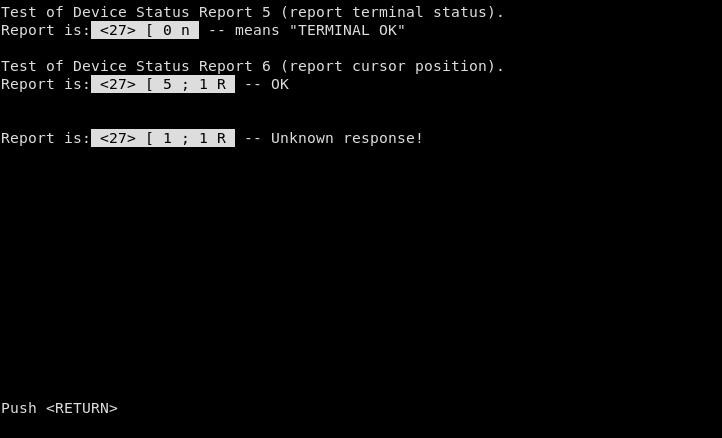 Test of Device Status Report 5 (report terminal status).
Report is: <27> [ 0 n  -- means "TERMINAL OK"
Test of Device Status Report 6 (report cursor position).
Report is: <27> [ 5 ; 1 R  -- OK
Report is: <27> [ 1 ; 1 R  -- Unknown response!
Push <RETURN>